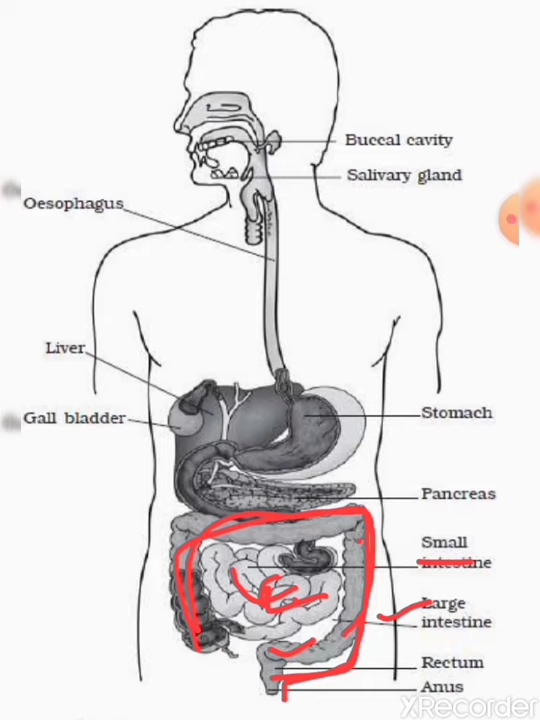 Buccal cavity
Salivary gland
Oesophagus
Liver
Gall bladder
Stomach
Pancreas
Small
intestine
Large
intestine
Rectum
Anus
XRecorder